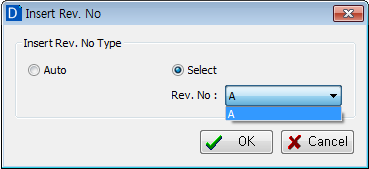 Insert Rev. No
Insert Rev. No Type
Auto
Select
Rev. No :
A
A
OK
Cancel